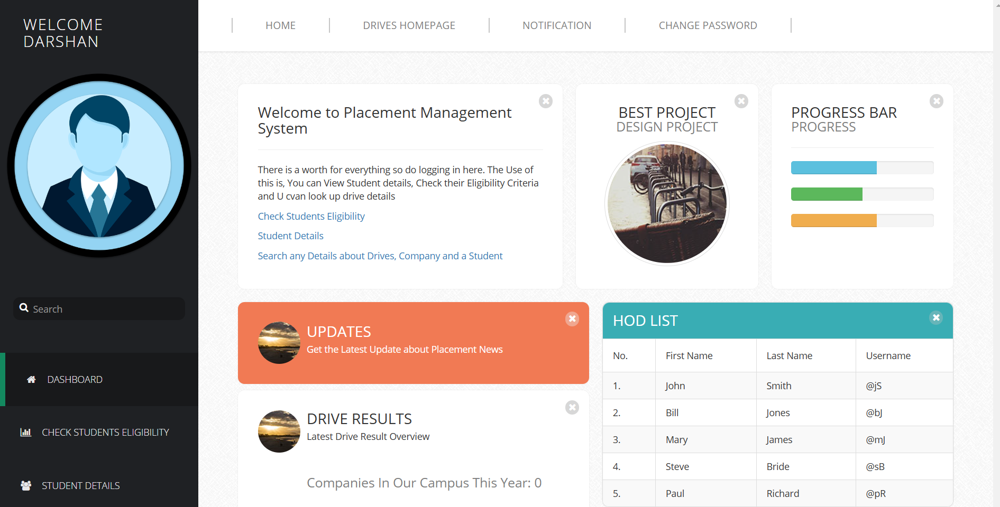 WELCOME
DARSHAN
HOME
DRIVES HOMEPAGE
NOTIFICATION
CHANGE PASSWORD
Search
DASHBOARD
CHECK STUDENTS ELIGIBILITY
STUDENT DETAILS
Welcome to Placement Management
System
There is a worth for everything so do logging in here. The Use of
this is, You can View Student details, Check their Eligibility Criteria
and U cvan look up drive details
Check Students Eligibility
Student Details
Search any Details about Drives, Company and a Student
BEST PROJECT
DESIGN PROJECT
PROGRESS BAR
PROGRESS
UPDATES
Get the Latest Update about Placement News
DRIVE RESULTS
Latest Drive Result Overview
Companies In Our Campus This Year: 0
HOD LIST
No. First Name Last Name Username
1. John Smith @jS
2. Bill Jones @bJ
3. Mary James @mJ
4. Steve Bride @sB
5. Paul Richard @pR